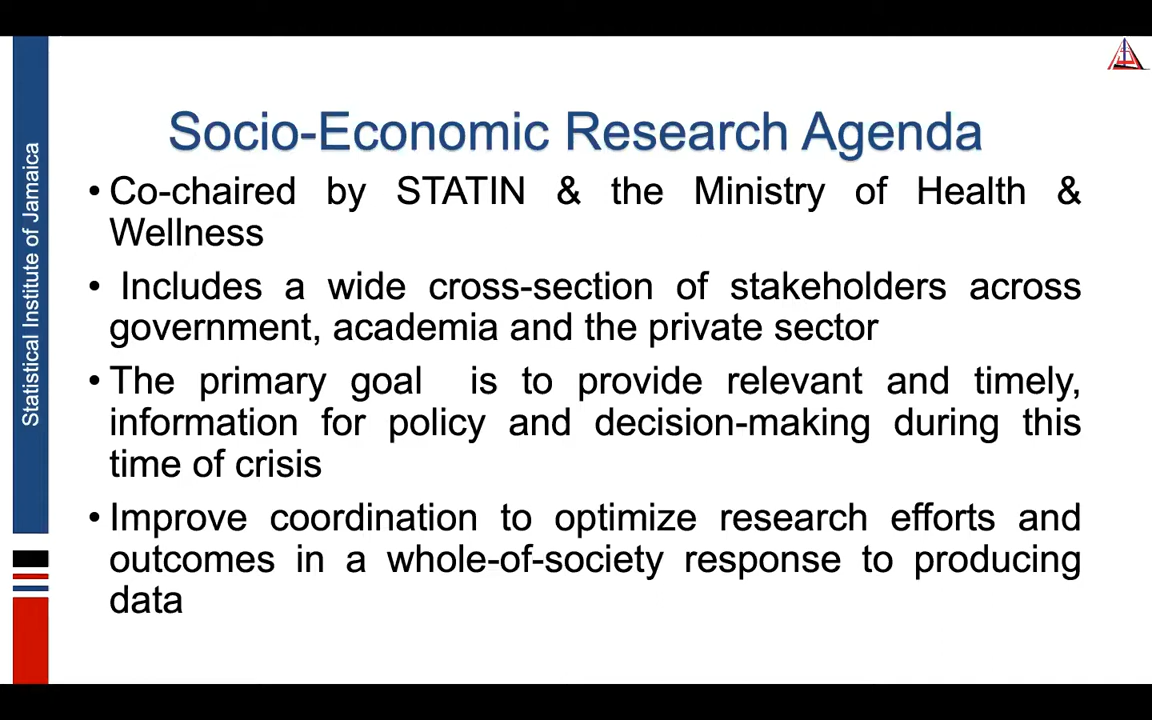 Socio-Economic Research Agenda
• Co-chaired by STATIN & the Ministry of Health &
Wellness
• Includes a wide cross-section of stakeholders across
government, academia and the private sector
• The primary goal is to provide relevant and timely,
information for policy and decision-making during this
time of crisis
• Improve coordination to optimize research efforts and
outcomes in a whole-of-society response to producing
data
Statistical Institute of Jamaica